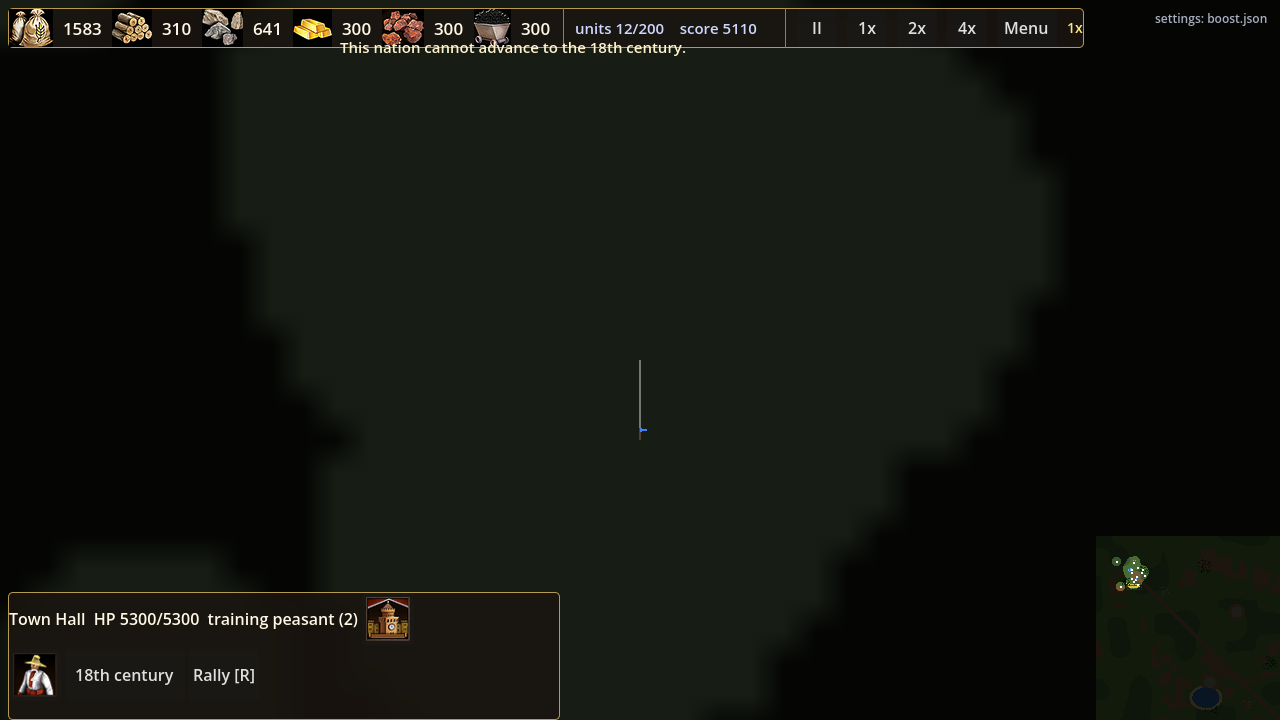 settings: boost.json
1583 310 641 300 300 300 units 12/200 score 5110 II 1x 2x 4x Menu 1x
This nation cannot advance to the 18th century.
Town Hall HP 5300/5300 training peasant (2)
18th century Rally [R]